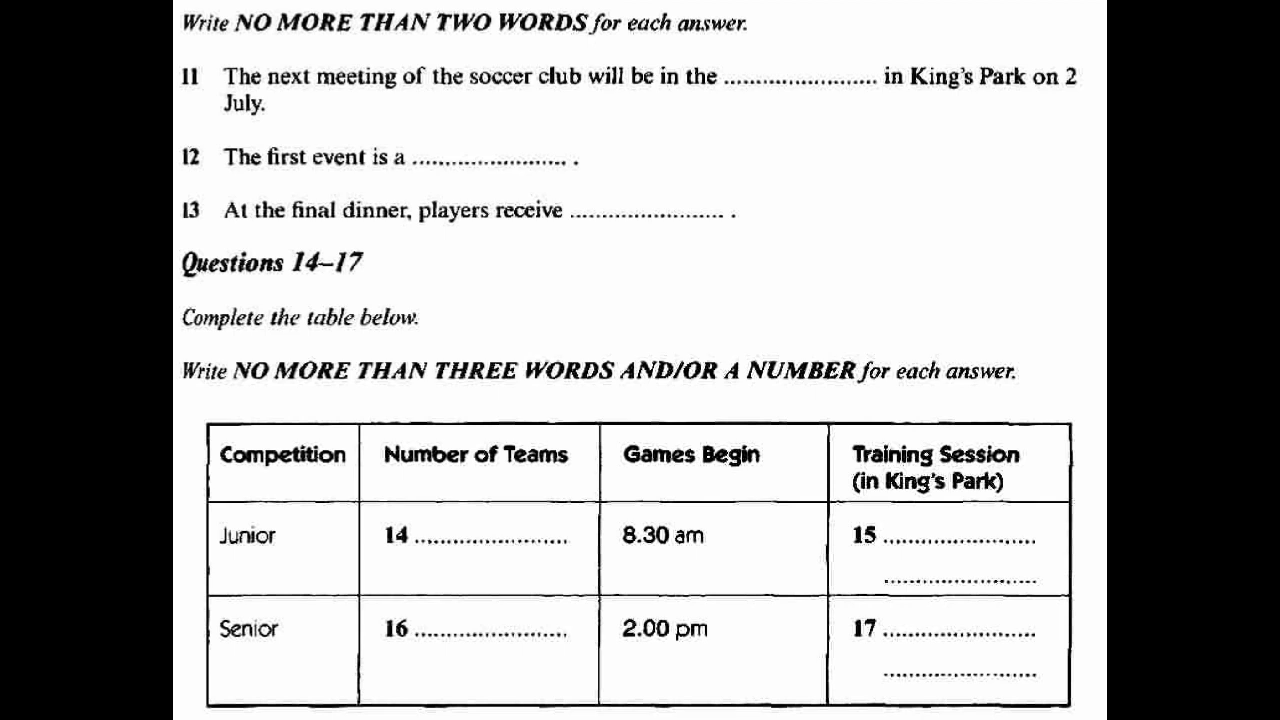 Write NO MORE THAN TWO WORDS for each answer.
11 The next meeting of the soccer club will be in the ........................ in King's Park on 2
July.
12 The first event is a ........................ .
13 At the final dinner, players receive ........................ .
Questions 14–17
Complete the table below.
Write NO MORE THAN THREE WORDS AND/OR A NUMBER for each answer.
Competition Number of Teams Games Begin Training Session
(in King's Park)
Junior 14 ........................ 8.30 am 15 ........................
........................
Senior 16 ........................ 2.00 pm 17 ........................
........................